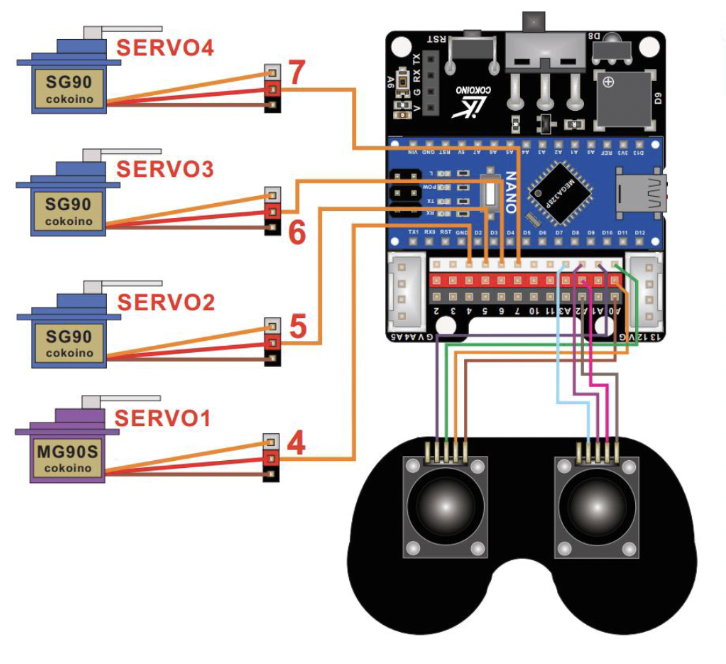 SERVO4
SG90
cokoino
7
SERVO3
SG90
cokoino
6
SERVO2
SG90
cokoino
5
SERVO1
MG90S
cokoino
4
RST
D8
TX
RX
G
V
A6
COKOINO
D9
VIN GND RST 5V A7 A6 A5 A4 A3 A2 A1 A0 REF 3V3 D13
L
POW
TX
RX
NANO
MEGA328P
TX1 RX0 RST GND D2 D3 D4 D5 D6 D7 D8 D9 D10 D11 D12
2 3 4 5 6 7 10 11 A3 A2 A1 A0
G V A4 A5
13 12 V G